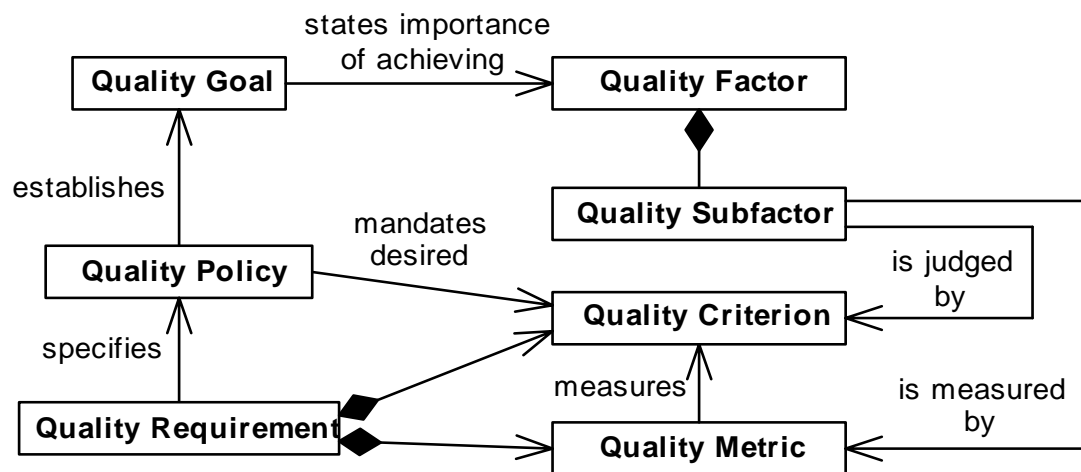 states importance
of achieving
Quality Goal
Quality Factor
establishes
Quality Subfactor
mandates
desired
is judged
by
Quality Policy
Quality Criterion
specifies
measures
is measured
by
Quality Requirement
Quality Metric